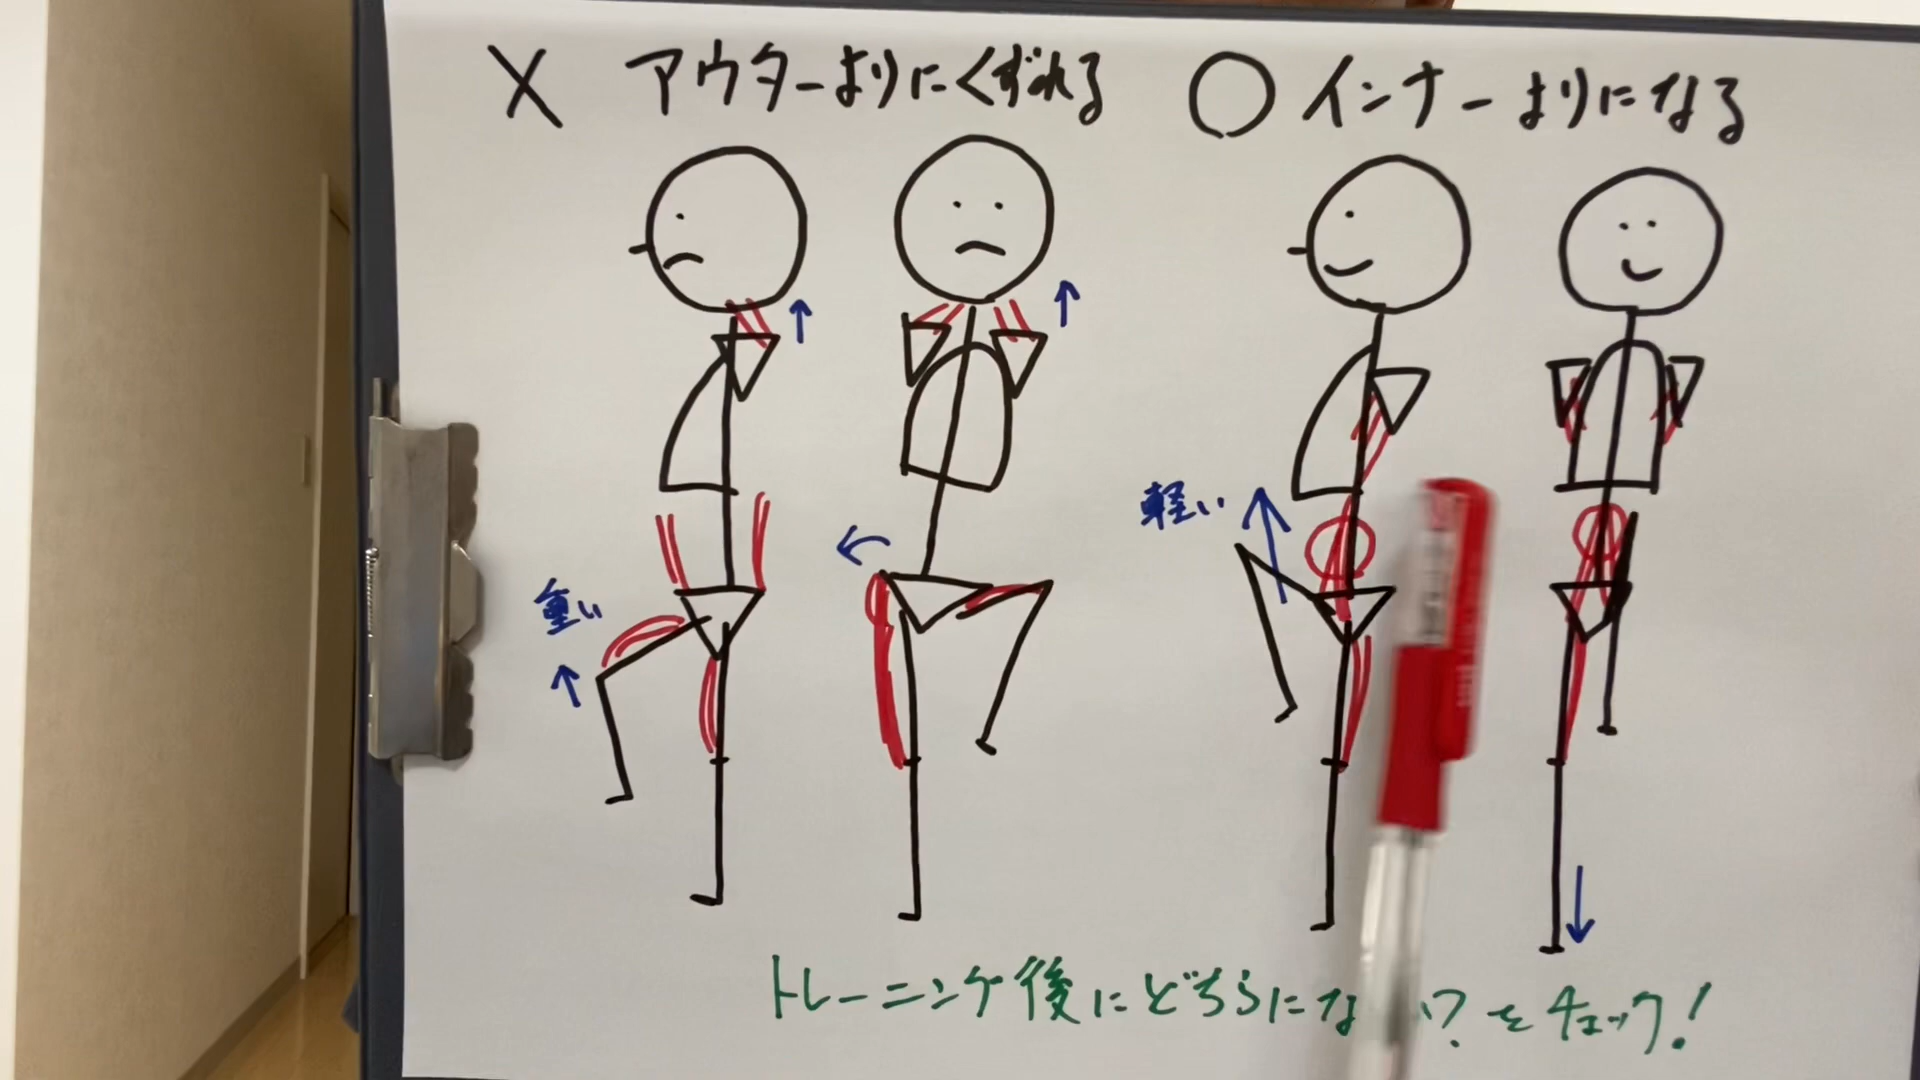 X アウターよりにくずれる
○ インナーよりになる
重い
軽い
トレーニング後にどちらにな い?をチェック!